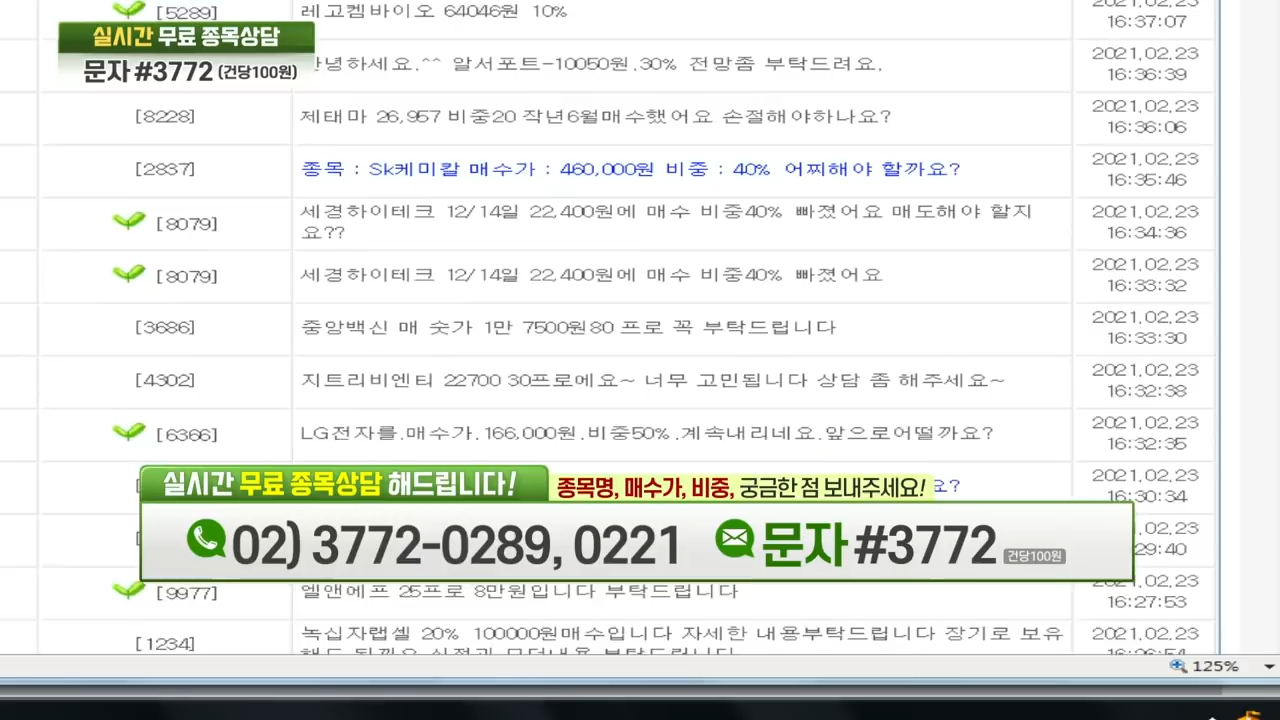 [5289] 레고켐바이오 64046원 10%
16:37:07
실시간 무료 종목상담
문자 #3772 (건당100원)
안녕하세요.^^ 알서포트-10050원.30% 전망좀 부탁드려요. 2021.02.23
16:36:39
[8228] 제태마 26,957 비중20 작년6월매수했어요 손절해야하나요? 2021.02.23
16:36:06
[2837] 종목 : Sk케미칼 매수가 : 460,000원 비중 : 40% 어찌해야 할까요? 2021.02.23
16:35:46
[8079] 세경하이테크 12/14일 22,400원에 매수 비중40% 빠졌어요 매도해야 할지 2021.02.23
요?? 16:34:36
[8079] 세경하이테크 12/14일 22,400원에 매수 비중40% 빠졌어요 2021.02.23
16:33:32
[3686] 중앙백신 매 숫가 1만 7500원80 프로 꼭 부탁드립니다 2021.02.23
16:33:30
[4302] 지트리비엔티 22700 30프로에요~ 너무 고민됩니다 상담 좀 해주세요~ 2021.02.23
16:32:38
[6366] LG전자를.매수가.166,000원.비중50%.계속내리네요.앞으로어떨까요? 2021.02.23
16:32:35
실시간 무료 종목상담 해드립니다!
종목명, 매수가, 비중, 궁금한 점 보내주세요!
요? 2021.02.23
16:30:34
02) 3772-0289, 0221 문자 #3772 건당100원
.02.23
29:40
[9977] 엘앤에프 25프로 8만원입니다 부탁드립니다 2021.02.23
16:27:53
[1234] 녹십자랩셀 20% 100000원매수입니다 자세한 내용부탁드립니다 장기로 보유 2021.02.23
125%